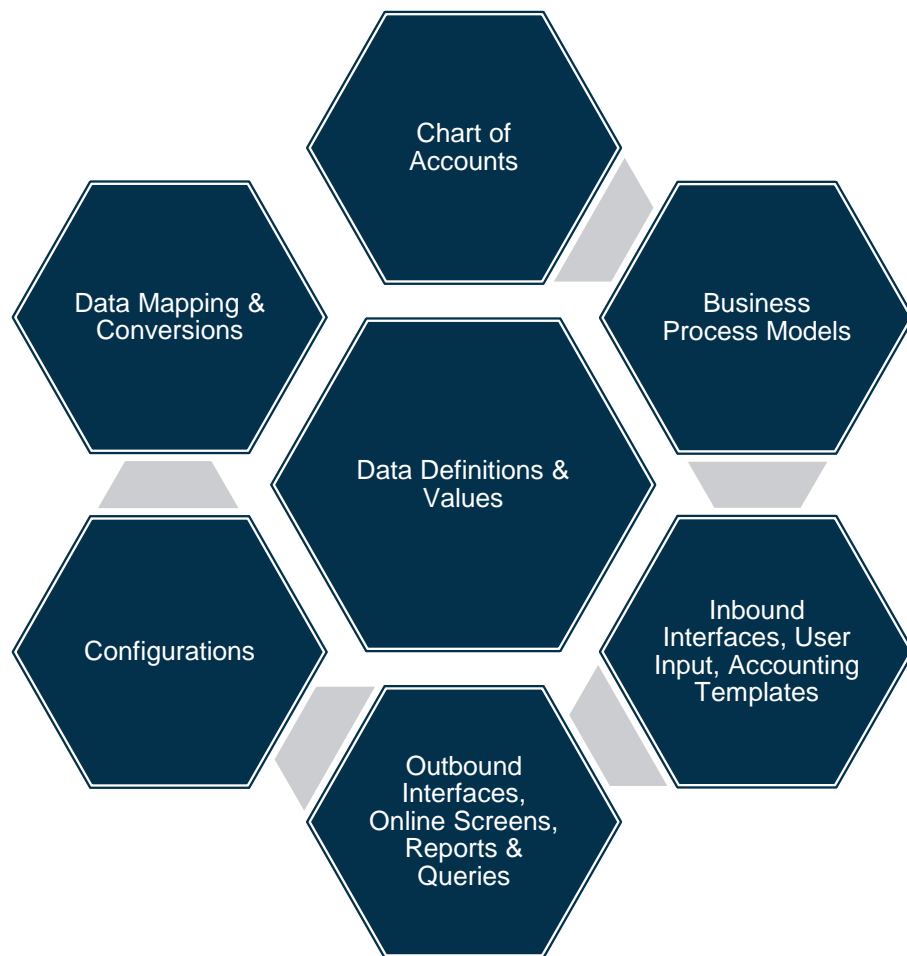 Chart of
Accounts
Data Mapping &
Conversions
Business
Process Models
Data Definitions &
Values
Configurations
Inbound
Interfaces, User
Input, Accounting
Templates
Outbound
Interfaces,
Online Screens,
Reports &
Queries